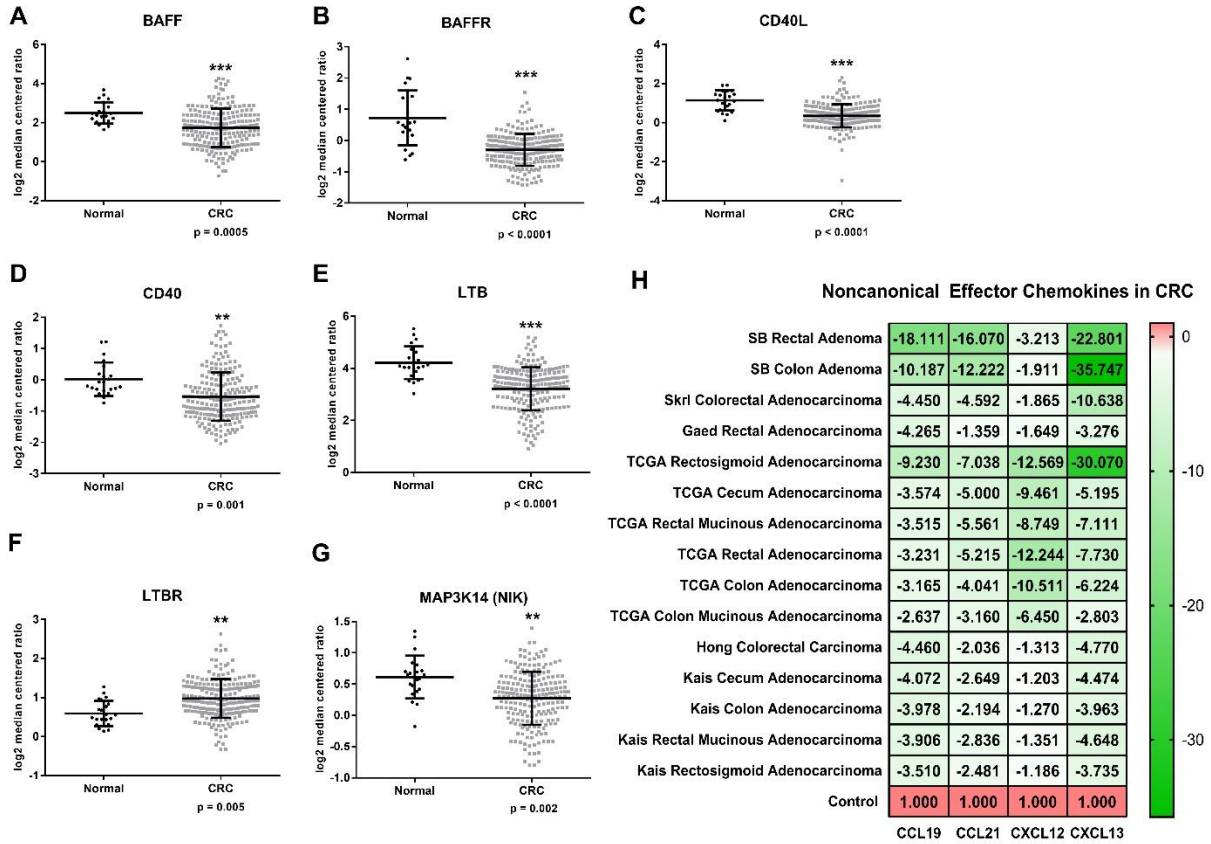 A
BAFF
log2 median centered ratio
6
4
2
0
-2
***
Normal
CRC
p = 0.0005
B
BAFFR
log2 median centered ratio
3
2
1
0
-1
-2
***
Normal
CRC
p < 0.0001
C
CD40L
log2 median centered ratio
4
2
0
-2
-4
***
Normal
CRC
p < 0.0001
D
CD40
log2 median centered ratio
2
1
0
-1
-2
-3
**
Normal
CRC
p = 0.001
E
LTB
log2 median centered ratio
6
4
2
0
***
Normal
CRC
p < 0.0001
F
LTBR
log2 median centered ratio
3
2
1
0
-1
**
Normal
CRC
p = 0.005
G
MAP3K14 (NIK)
log2 median centered ratio
1.5
1.0
0.5
0.0
-0.5
-1.0
**
Normal
CRC
p = 0.002
H
Noncanonical Effector Chemokines in CRC
SB Rectal Adenoma -18.111 -16.070 -3.213 -22.801
SB Colon Adenoma -10.187 -12.222 -1.911 -35.747
Skrl Colorectal Adenocarcinoma -4.450 -4.592 -1.865 -10.638
Gaed Rectal Adenocarcinoma -4.265 -1.359 -1.649 -3.276
TCGA Rectosigmoid Adenocarcinoma -9.230 -7.038 -12.569 -30.070
TCGA Cecum Adenocarcinoma -3.574 -5.000 -9.461 -5.195
TCGA Rectal Mucinous Adenocarcinoma -3.515 -5.561 -8.749 -7.111
TCGA Rectal Adenocarcinoma -3.231 -5.215 -12.244 -7.730
TCGA Colon Adenocarcinoma -3.165 -4.041 -10.511 -6.224
TCGA Colon Mucinous Adenocarcinoma -2.637 -3.160 -6.450 -2.803
Hong Colorectal Carcinoma -4.460 -2.036 -1.313 -4.770
Kais Cecum Adenocarcinoma -4.072 -2.649 -1.203 -4.474
Kais Colon Adenocarcinoma -3.978 -2.194 -1.270 -3.963
Kais Rectal Mucinous Adenocarcinoma -3.906 -2.836 -1.351 -4.648
Kais Rectosigmoid Adenocarcinoma -3.510 -2.481 -1.186 -3.735
Control 1.000 1.000 1.000 1.000
CCL19 CCL21 CXCL12 CXCL13
0
-10
-20
-30